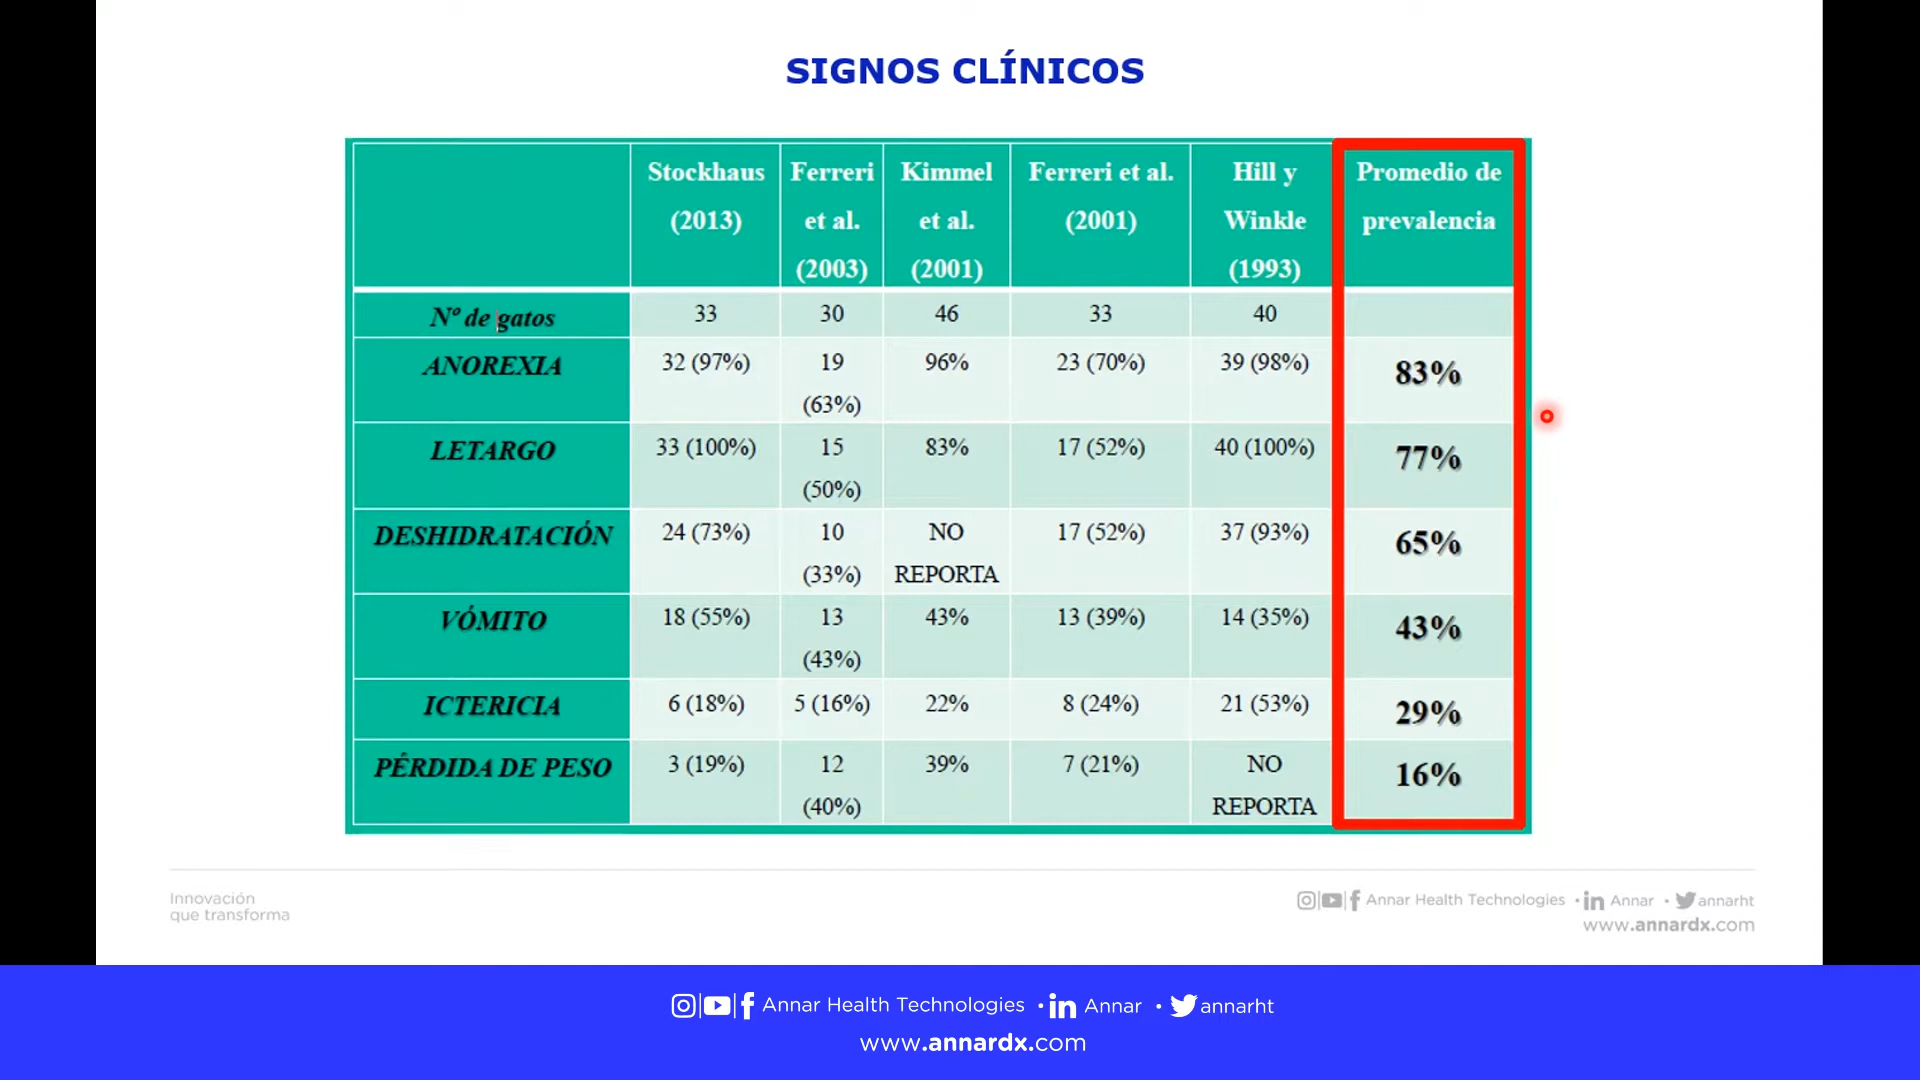 SIGNOS CLÍNICOS
Stockhaus (2013) Ferreri et al. (2003) Kimmel et al. (2001) Ferreri et al. (2001) Hill y Winkle (1993) Promedio de prevalencia
Nº de gatos 33 30 46 33 40
ANOREXIA 32 (97%) 19 (63%) 96% 23 (70%) 39 (98%) 83%
LETARGO 33 (100%) 15 (50%) 83% 17 (52%) 40 (100%) 77%
DESHIDRATACIÓN 24 (73%) 10 (33%) NO REPORTA 17 (52%) 37 (93%) 65%
VÓMITO 18 (55%) 13 (43%) 43% 13 (39%) 14 (35%) 43%
ICTERICIA 6 (18%) 5 (16%) 22% 8 (24%) 21 (53%) 29%
PÉRDIDA DE PESO 3 (19%) 12 (40%) 39% 7 (21%) NO REPORTA 16%
Innovación
que transforma
Annar Health Technologies • Annar • annarht
www.annardx.com
Annar Health Technologies • Annar • annarht
www.annardx.com